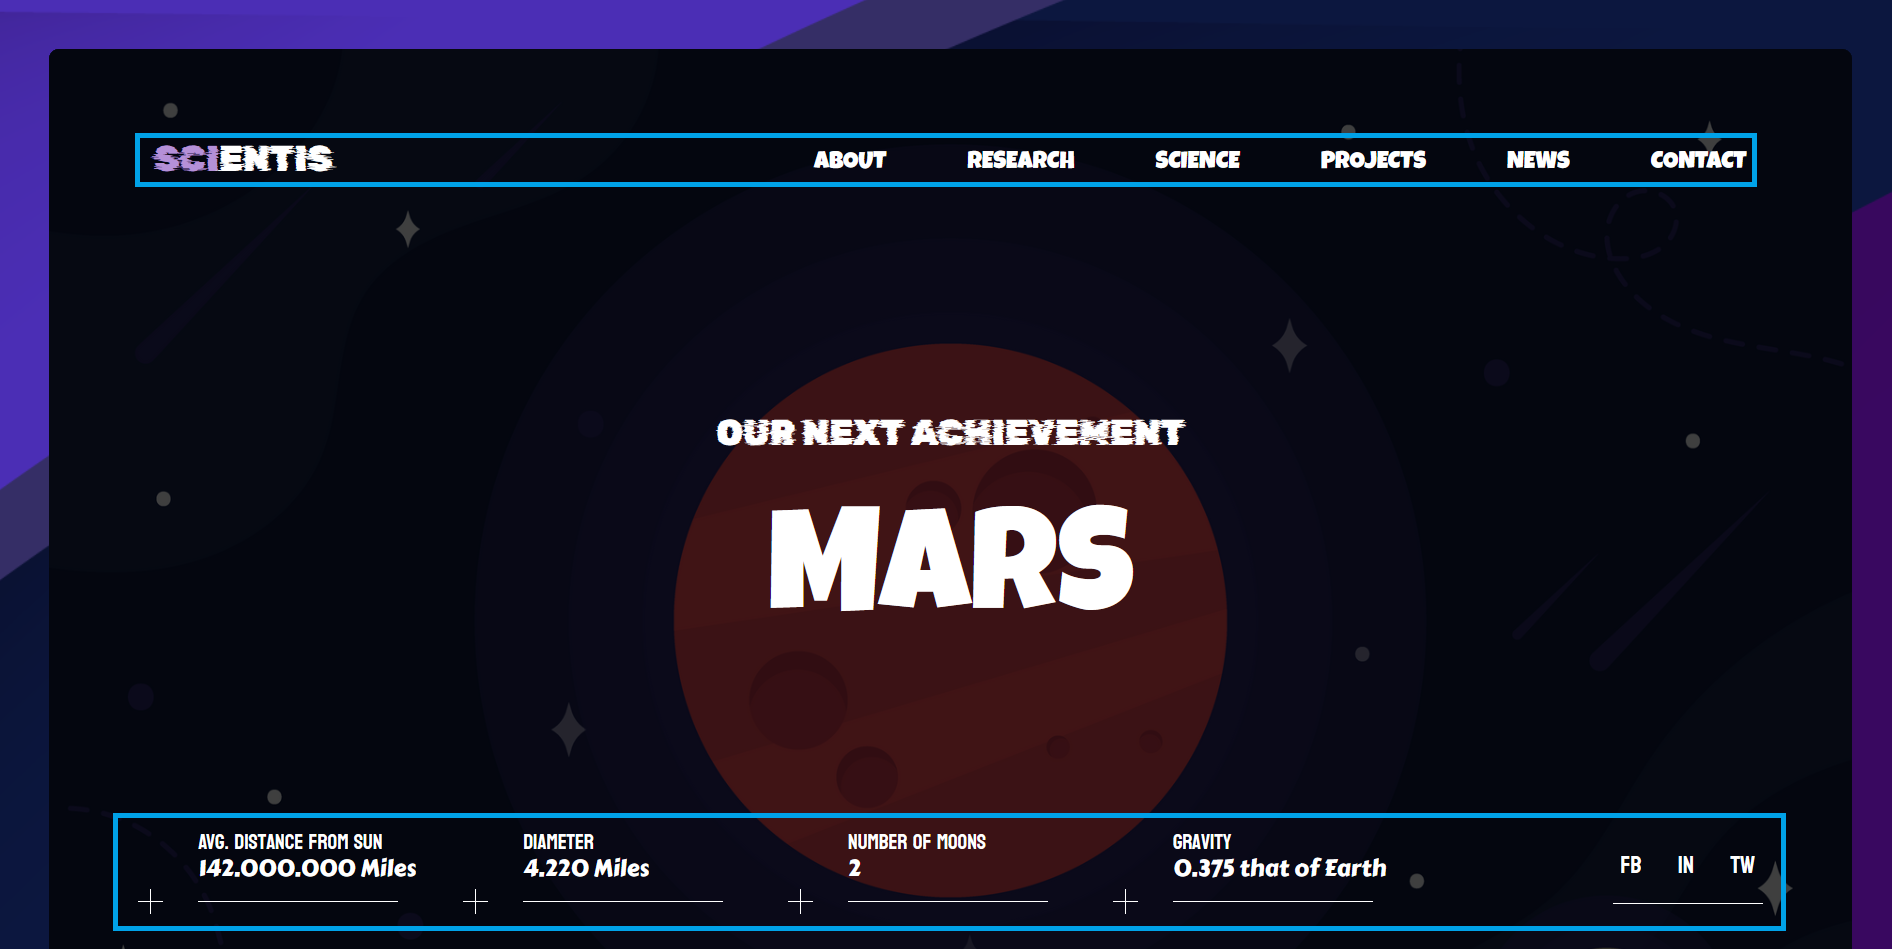 SCIENTIS ABOUT RESEARCH SCIENCE PROJECTS NEWS CONTACT
OUR NEXT ACHIEVEMENT
MARS
AVG. DISTANCE FROM SUN DIAMETER NUMBER OF MOONS GRAVITY
142.000.000 Miles 4.220 Miles 2 0.375 that of Earth
FB IN TW